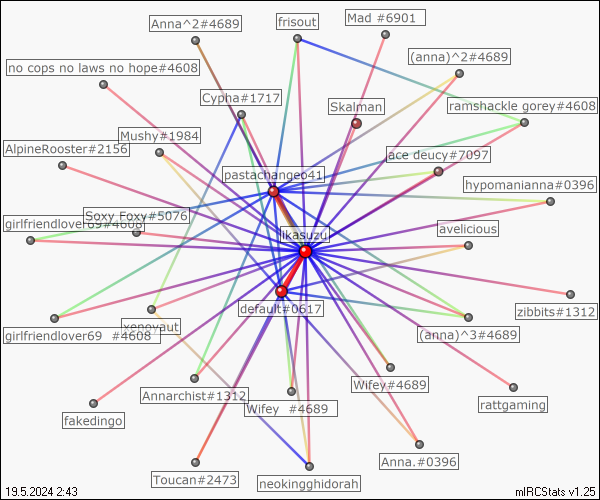 Anna^2#4689
frisout
Mad #6901
(anna)^2#4689
no cops no laws no hope#4608
Cypha#1717
Skalman
ramshackle gorey#4608
Mushy#1984
AlpineRooster#2156
ace deucy#7097
pastachangeo41
hypomanianna#0396
Soxy Foxy#5076
girlfriendlover69#4608
likasuzu
avelicious
zibbits#1312
default#0617
xenoyaut
girlfriendlover69 #4608
(anna)^3#4689
Wifey#4689
Annarchist#1312
Wifey #4689
rattgaming
fakedingo
Anna.#0396
Toucan#2473
neokingghidorah
19.5.2024 2:43
mIRCStats v1.25